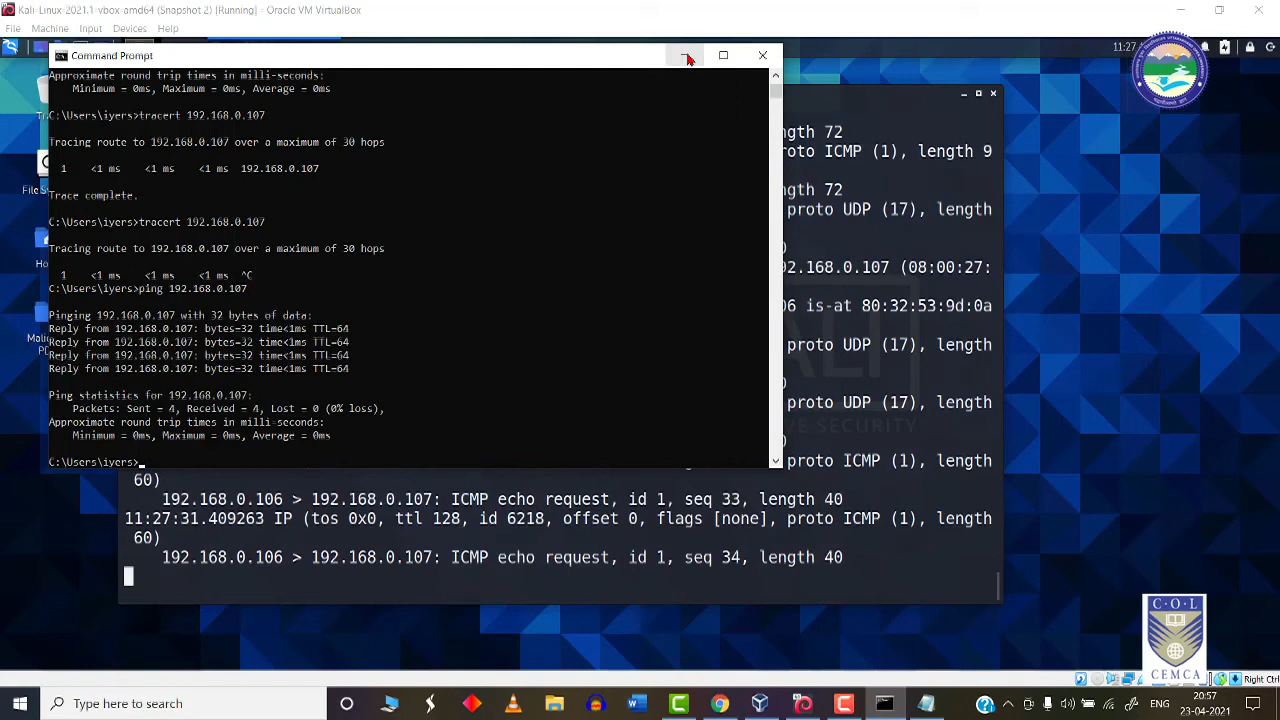 Kali-Linux-2021.1-vbox-amd64 (Snapshot 2) [Running] - Oracle VM VirtualBox
File Machine Input Devices Help
11:27
Command Prompt
Approximate round trip times in milli-seconds:
    Minimum = 0ms, Maximum = 0ms, Average = 0ms
C:\Users\iyers>tracert 192.168.0.107
Tracing route to 192.168.0.107 over a maximum of 30 hops
  1    <1 ms    <1 ms    <1 ms  192.168.0.107
Trace complete.
C:\Users\iyers>tracert 192.168.0.107
Tracing route to 192.168.0.107 over a maximum of 30 hops
  1    <1 ms    <1 ms    <1 ms  ^C
C:\Users\iyers>ping 192.168.0.107
Pinging 192.168.0.107 with 32 bytes of data:
Reply from 192.168.0.107: bytes=32 time<1ms TTL=64
Reply from 192.168.0.107: bytes=32 time<1ms TTL=64
Reply from 192.168.0.107: bytes=32 time<1ms TTL=64
Reply from 192.168.0.107: bytes=32 time<1ms TTL=64
Ping statistics for 192.168.0.107:
    Packets: Sent = 4, Received = 4, Lost = 0 (0% loss),
Approximate round trip times in milli-seconds:
    Minimum = 0ms, Maximum = 0ms, Average = 0ms
C:\Users\iyers>
ngth 72
roto ICMP (1), length 9
ngth 72
proto UDP (17), length
)
92.168.0.107 (08:00:27:
06 is-at 80:32:53:9d:0a
proto UDP (17), length
)
proto UDP (17), length
)
proto ICMP (1), length
60)
192.168.0.106 > 192.168.0.107: ICMP echo request, id 1, seq 33, length 40
11:27:31.409263 IP (tos 0x0, ttl 128, id 6218, offset 0, flags [none], proto ICMP (1), length
60)
192.168.0.106 > 192.168.0.107: ICMP echo request, id 1, seq 34, length 40
Ho
PD
C·O·L
CEMCA
Right Ctrl
Type here to search
ENG
20:57
23-04-2021